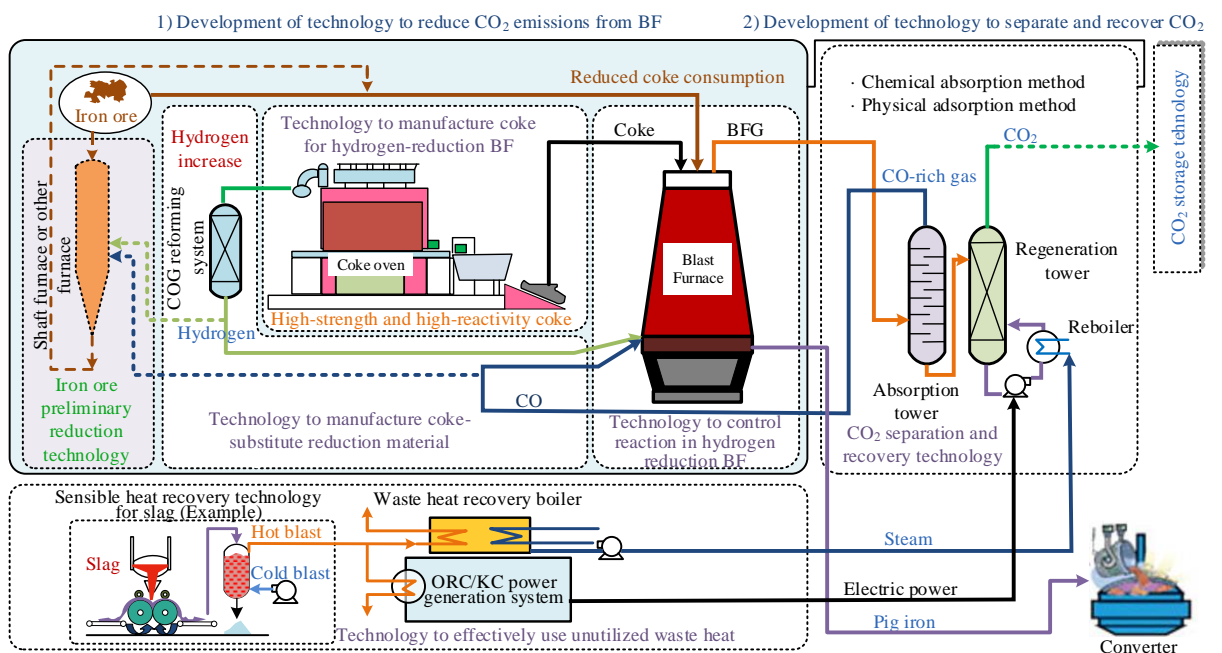 1) Development of technology to reduce CO₂ emissions from BF
2) Development of technology to separate and recover CO₂
Iron ore
Reduced coke consumption
Hydrogen
increase
Technology to manufacture coke
for hydrogen-reduction BF
Coke
BFG
· Chemical absorption method
· Physical adsorption method
CO₂
CO-rich gas
CO₂ storage tehnology
Shaft furnace or other
furnace
COG reforming
system
Coke oven
Blast
Furnace
Regeneration
tower
High-strength and high-reactivity coke
Hydrogen
Reboiler
Iron ore
preliminary
reduction
technology
CO
Absorption
tower
Technology to manufacture coke-
substitute reduction material
Technology to control
reaction in hydrogen
reduction BF
CO₂ separation and
recovery technology
Sensible heat recovery technology
for slag (Example)
Waste heat recovery boiler
Hot blast
Slag
Cold blast
Steam
ORC/KC power
generation system
Electric power
Pig iron
Technology to effectively use unutilized waste heat
Converter